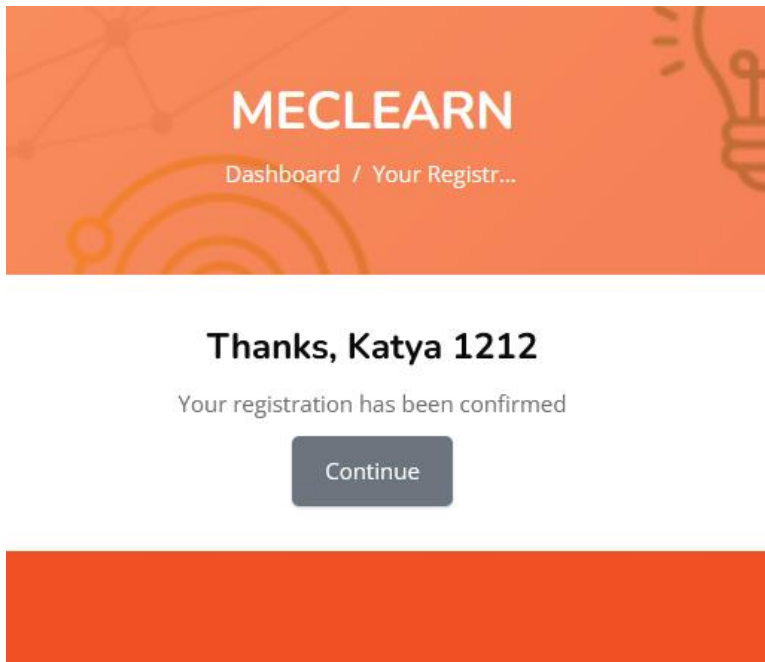 MECLEARN
Dashboard / Your Registr...
Thanks, Katya 1212
Your registration has been confirmed
Continue